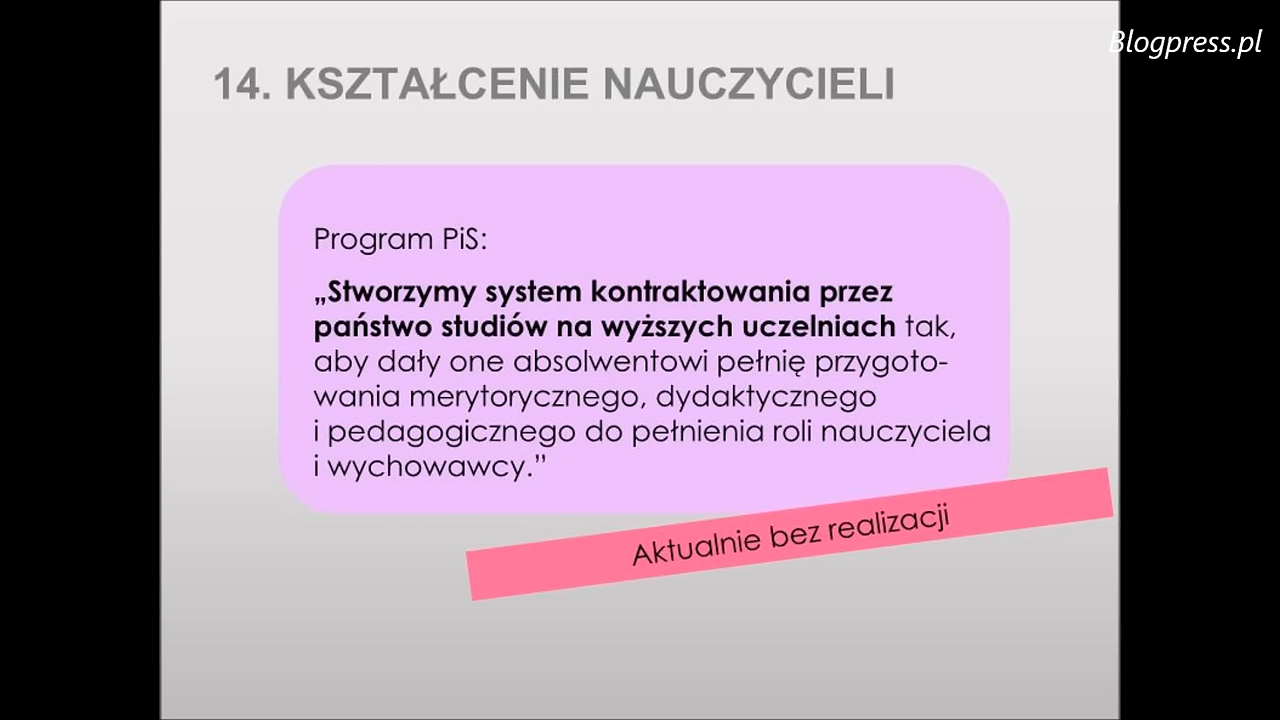 Blogpress.pl
14. KSZTAŁCENIE NAUCZYCIELI
Program PiS:
„Stworzymy system kontraktowania przez
państwo studiów na wyższych uczelniach tak,
aby dały one absolwentowi pełnię przygoto-
wania merytorycznego, dydaktycznego
i pedagogicznego do pełnienia roli nauczyciela
i wychowawcy.”
Aktualnie bez realizacji